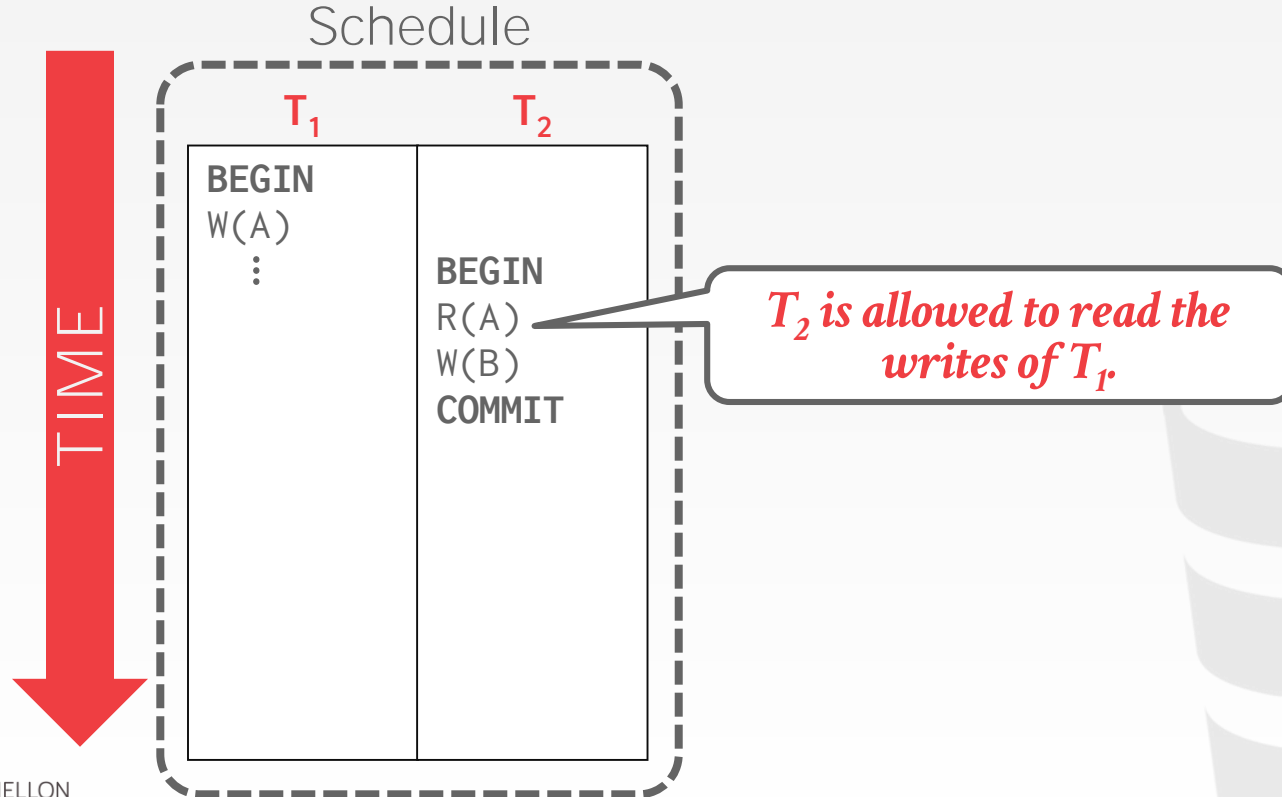 Schedule
TIME
T₁ T₂
BEGIN
W(A)
⋮
BEGIN
R(A)
W(B)
COMMIT
T₂ is allowed to read the
writes of T₁.
ELLON